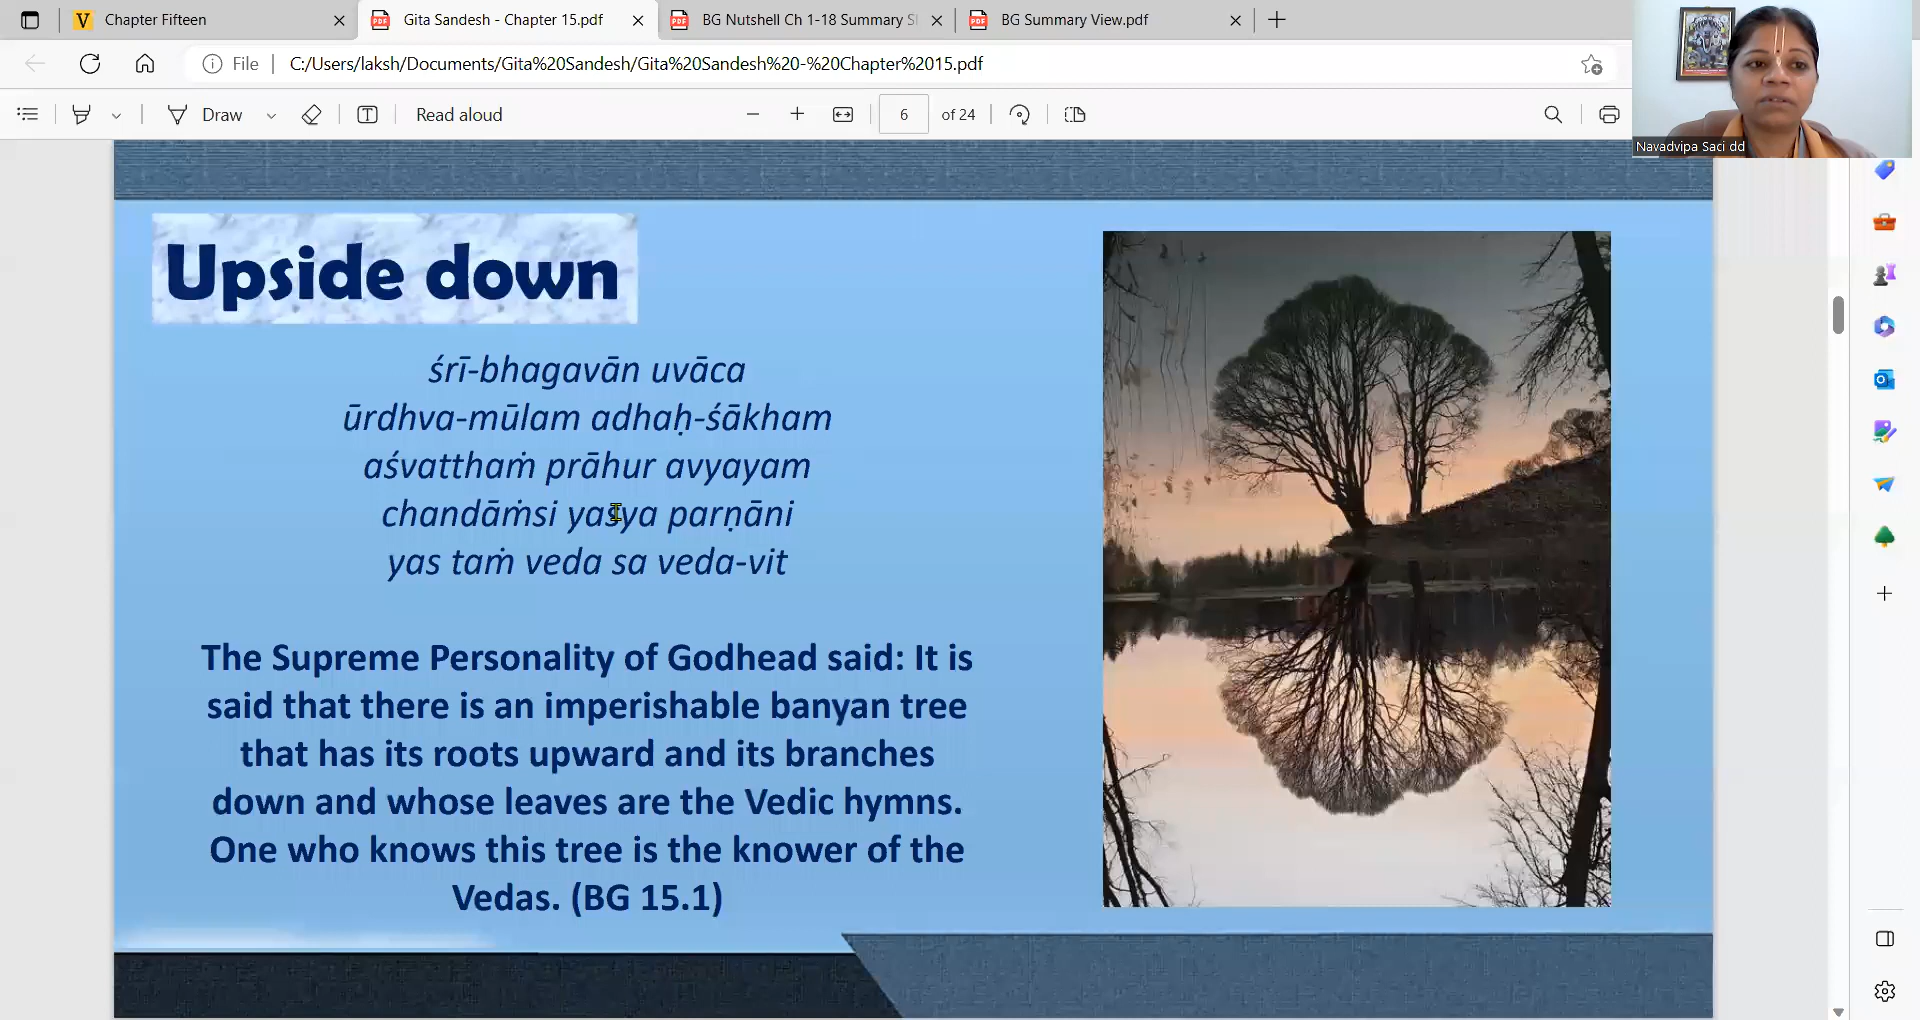 Chapter Fifteen
Gita Sandesh - Chapter 15.pdf
BG Nutshell Ch 1-18 Summary
BG Summary View.pdf
File
C:/Users/laksh/Documents/Gita%20Sandesh/Gita%20Sandesh%20-%20Chapter%2015.pdf
Draw
Read aloud
6 of 24
Navadvipa Saci dd
Upside down
śrī-bhagavān uvāca
ūrdhva-mūlam adhaḥ-śākham
aśvatthaṁ prāhur avyayam
chandāṁsi yasya parṇāni
yas taṁ veda sa veda-vit
The Supreme Personality of Godhead said: It is
said that there is an imperishable banyan tree
that has its roots upward and its branches
down and whose leaves are the Vedic hymns.
One who knows this tree is the knower of the
Vedas. (BG 15.1)